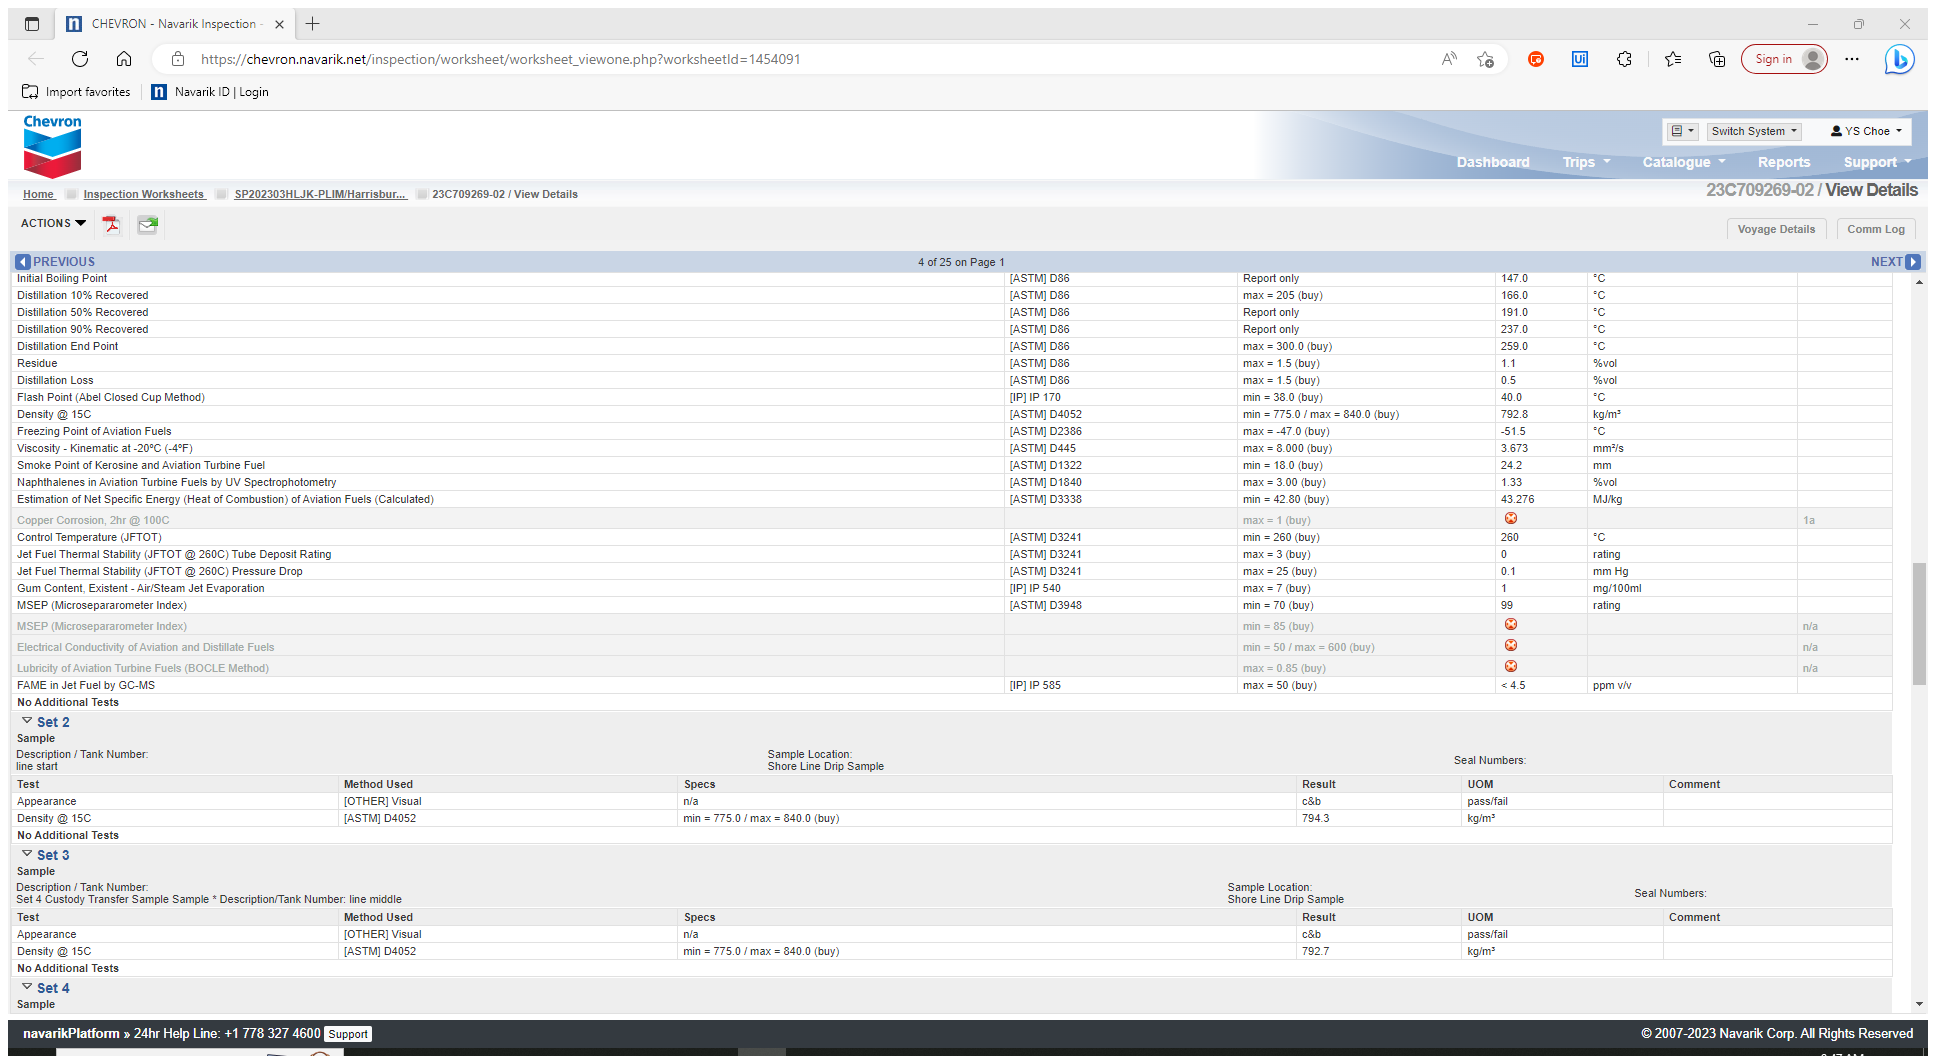 CHEVRON - Navarik Inspection -
https://chevron.navarik.net/inspection/worksheet/worksheet_viewone.php?worksheetId=1454091
Sign in
Import favorites Navarik ID | Login
Chevron
Switch System YS Choe
Dashboard Trips Catalogue Reports Support
Home Inspection Worksheets SP202303HLJK-PLIM/Harrisbur... 23C709269-02 / View Details
23C709269-02 / View Details
ACTIONS
Voyage Details Comm Log
PREVIOUS 4 of 25 on Page 1 NEXT
Initial Boiling Point [ASTM] D86 Report only 147.0 °C
Distillation 10% Recovered [ASTM] D86 max = 205 (buy) 166.0 °C
Distillation 50% Recovered [ASTM] D86 Report only 191.0 °C
Distillation 90% Recovered [ASTM] D86 Report only 237.0 °C
Distillation End Point [ASTM] D86 max = 300.0 (buy) 259.0 °C
Residue [ASTM] D86 max = 1.5 (buy) 1.1 %vol
Distillation Loss [ASTM] D86 max = 1.5 (buy) 0.5 %vol
Flash Point (Abel Closed Cup Method) [IP] IP 170 min = 38.0 (buy) 40.0 °C
Density @ 15C [ASTM] D4052 min = 775.0 / max = 840.0 (buy) 792.8 kg/m³
Freezing Point of Aviation Fuels [ASTM] D2386 max = -47.0 (buy) -51.5 °C
Viscosity - Kinematic at -20ºC (-4ºF) [ASTM] D445 max = 8.000 (buy) 3.673 mm²/s
Smoke Point of Kerosine and Aviation Turbine Fuel [ASTM] D1322 min = 18.0 (buy) 24.2 mm
Naphthalenes in Aviation Turbine Fuels by UV Spectrophotometry [ASTM] D1840 max = 3.00 (buy) 1.33 %vol
Estimation of Net Specific Energy (Heat of Combustion) of Aviation Fuels (Calculated) [ASTM] D3338 min = 42.80 (buy) 43.276 MJ/kg
Copper Corrosion, 2hr @ 100C max = 1 (buy) 1a
Control Temperature (JFTOT) [ASTM] D3241 min = 260 (buy) 260 °C
Jet Fuel Thermal Stability (JFTOT @ 260C) Tube Deposit Rating [ASTM] D3241 max = 3 (buy) 0 rating
Jet Fuel Thermal Stability (JFTOT @ 260C) Pressure Drop [ASTM] D3241 max = 25 (buy) 0.1 mm Hg
Gum Content, Existent - Air/Steam Jet Evaporation [IP] IP 540 max = 7 (buy) 1 mg/100ml
MSEP (Microsepararometer Index) [ASTM] D3948 min = 70 (buy) 99 rating
MSEP (Microsepararometer Index) min = 85 (buy) n/a
Electrical Conductivity of Aviation and Distillate Fuels min = 50 / max = 600 (buy) n/a
Lubricity of Aviation Turbine Fuels (BOCLE Method) max = 0.85 (buy) n/a
FAME in Jet Fuel by GC-MS [IP] IP 585 max = 50 (buy) < 4.5 ppm v/v
No Additional Tests
Set 2
Sample
Description / Tank Number: Sample Location: Seal Numbers:
line start Shore Line Drip Sample
Test Method Used Specs Result UOM Comment
Appearance [OTHER] Visual n/a c&b pass/fail
Density @ 15C [ASTM] D4052 min = 775.0 / max = 840.0 (buy) 794.3 kg/m³
No Additional Tests
Set 3
Sample
Description / Tank Number: Sample Location: Seal Numbers:
Set 4 Custody Transfer Sample Sample * Description/Tank Number: line middle Shore Line Drip Sample
Test Method Used Specs Result UOM Comment
Appearance [OTHER] Visual n/a c&b pass/fail
Density @ 15C [ASTM] D4052 min = 775.0 / max = 840.0 (buy) 792.7 kg/m³
No Additional Tests
Set 4
Sample
navarikPlatform » 24hr Help Line: +1 778 327 4600 Support © 2007-2023 Navarik Corp. All Rights Reserved